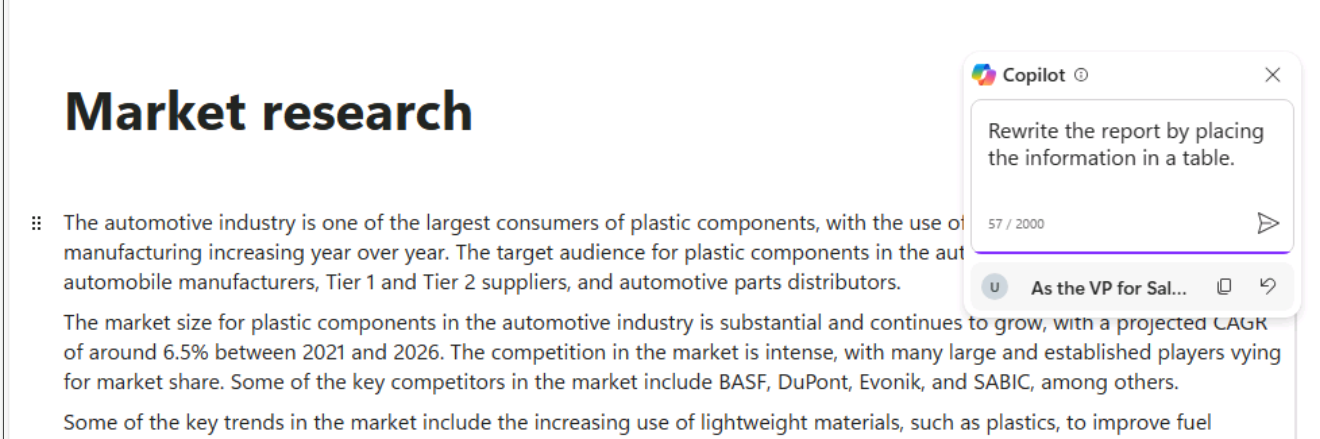 Market research
The automotive industry is one of the largest consumers of plastic components, with the use of
manufacturing increasing year over year. The target audience for plastic components in the aut
automobile manufacturers, Tier 1 and Tier 2 suppliers, and automotive parts distributors.
The market size for plastic components in the automotive industry is substantial and continues to grow, with a projected CAGR
of around 6.5% between 2021 and 2026. The competition in the market is intense, with many large and established players vying
for market share. Some of the key competitors in the market include BASF, DuPont, Evonik, and SABIC, among others.
Some of the key trends in the market include the increasing use of lightweight materials, such as plastics, to improve fuel
Copilot
Rewrite the report by placing
the information in a table.
57 / 2000
U As the VP for Sal...